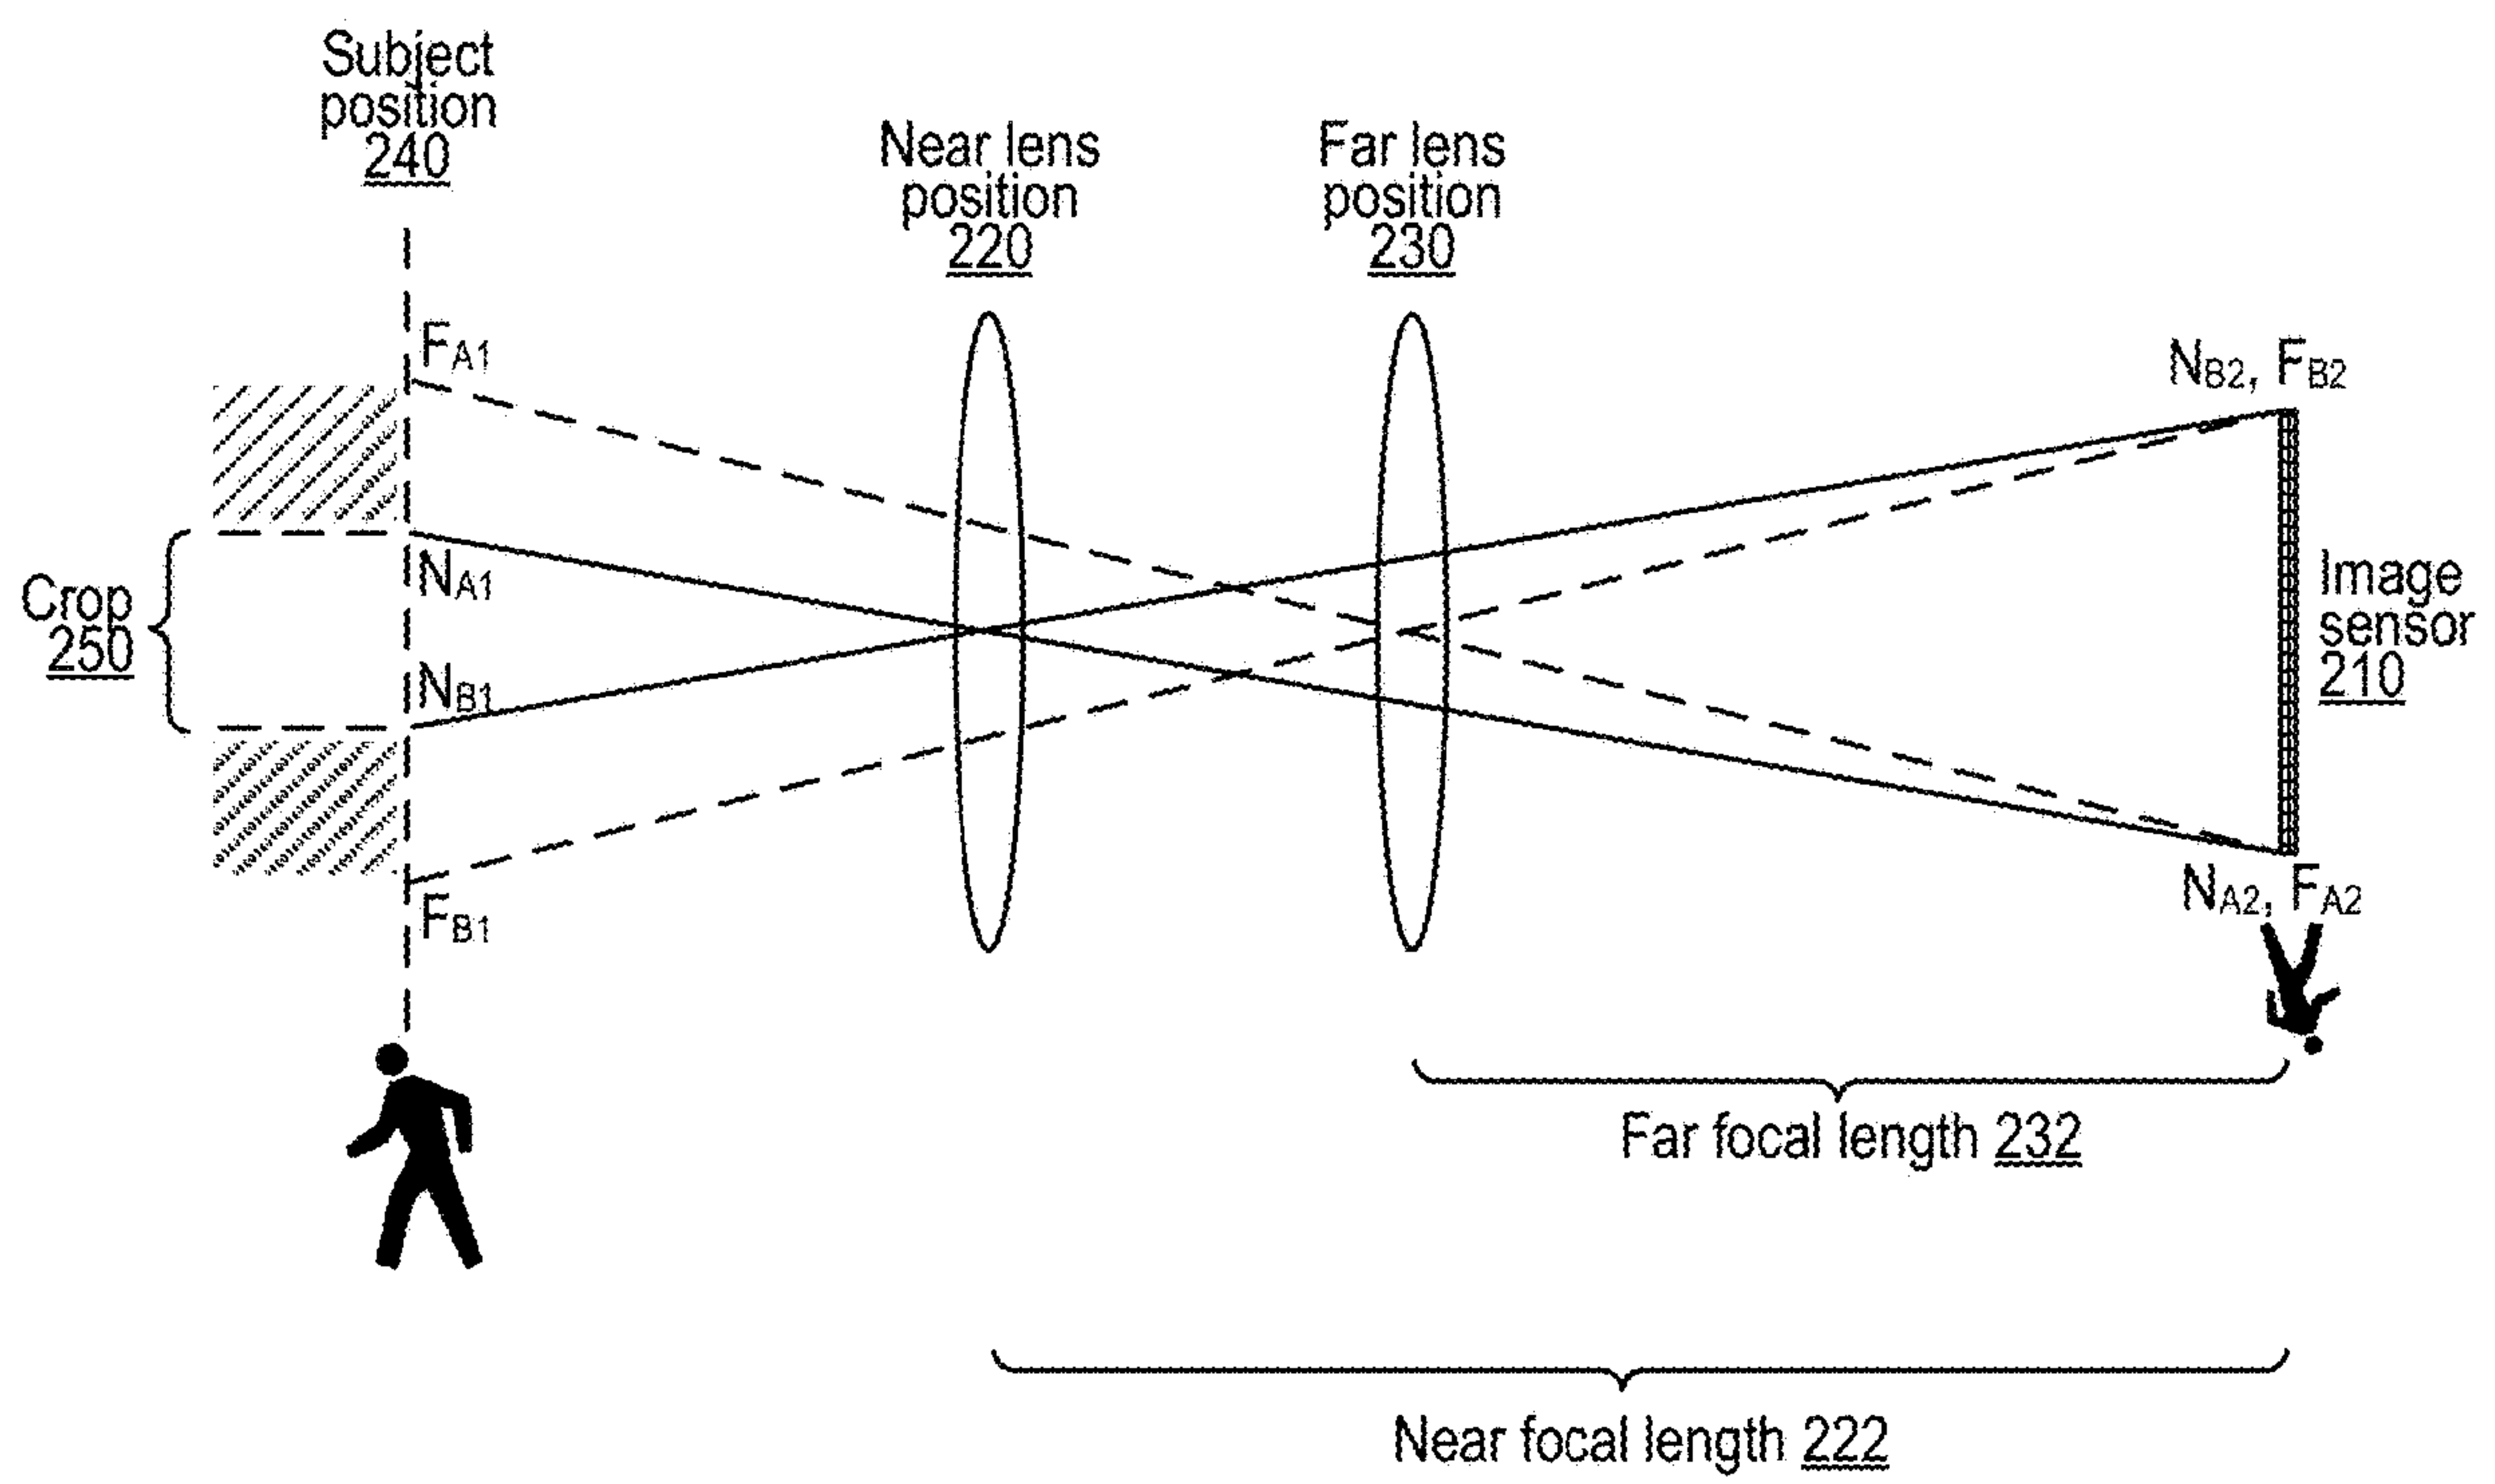 Subject
position
240
Near lens
position
220
Far lens
position
230
FA1
NA1
NB1
FB1
Crop
250
NB2, FB2
Image
sensor
210
NA2, FA2
Far focal length 232
Near focal length 222